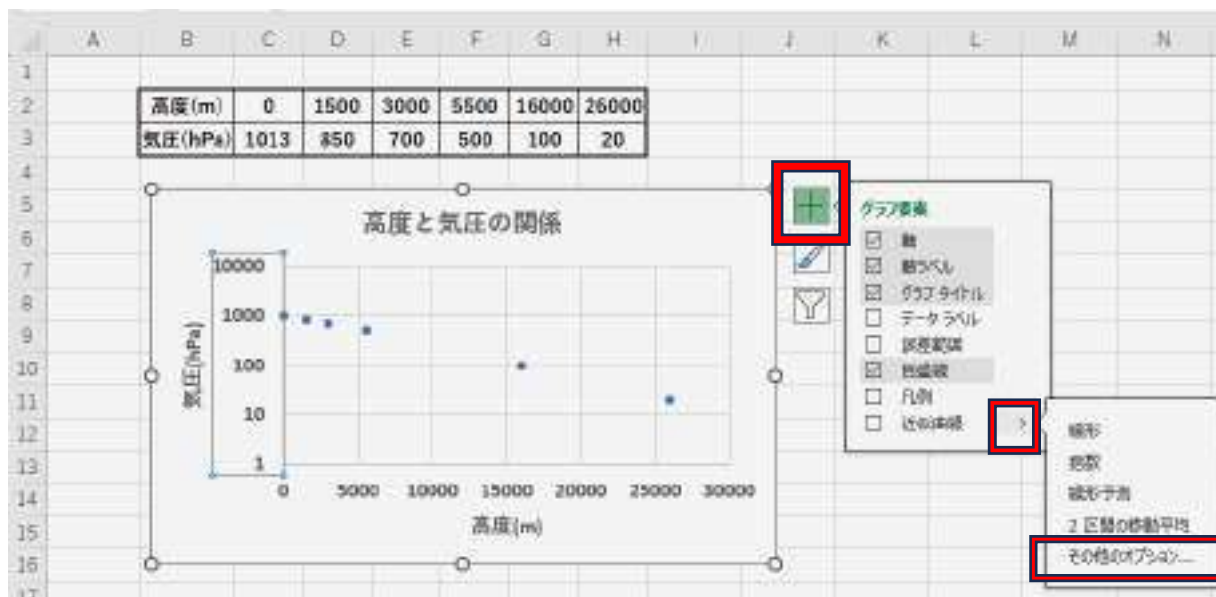 A B C D E F G H I J K L M N
1
2 高度(m) 0 1500 3000 5500 16000 26000
3 気圧(hPa) 1013 850 700 500 100 20
4
5
6
7
8
9
10
11
12
13
14
15
16
17
高度と気圧の関係
10000
1000
100
10
1
気圧(hPa)
0 5000 10000 15000 20000 25000 30000
高度(m)
グラフ要素
軸
軸ラベル
グラフ タイトル
データ ラベル
誤差範囲
目盛線
凡例
近似曲線
線形
指数
線形予測
2 区間の移動平均
その他のオプション...